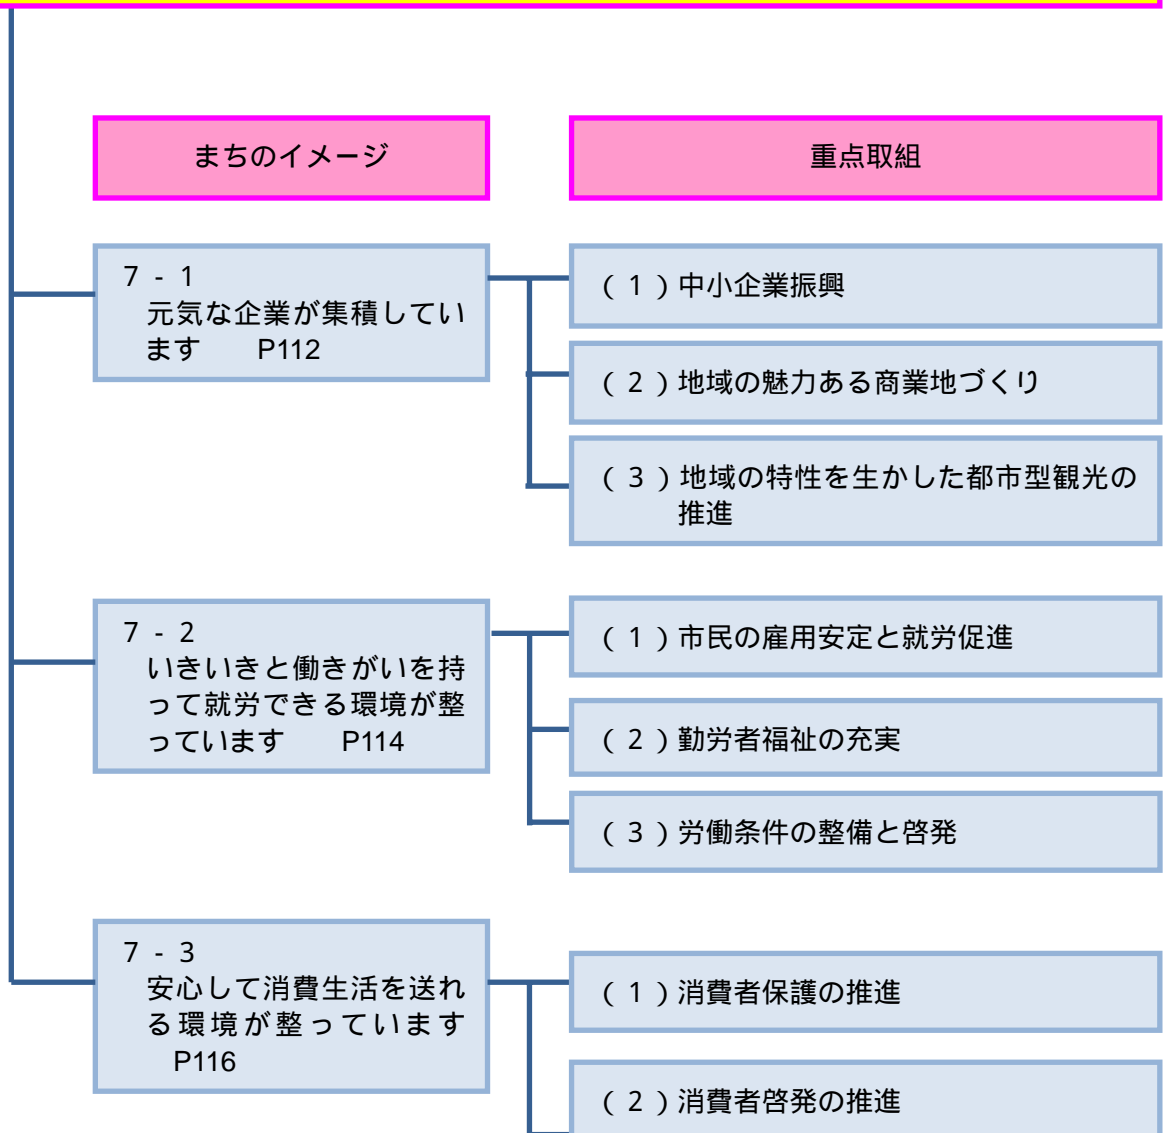 まちのイメージ
重点取組
7 - 1
元気な企業が集積してい
ます　　P112
( 1 ) 中小企業振興
( 2 ) 地域の魅力ある商業地づくり
( 3 ) 地域の特性を生かした都市型観光の
推進
7 - 2
いきいきと働きがいを持
って就労できる環境が整
っています　　P114
( 1 ) 市民の雇用安定と就労促進
( 2 ) 勤労者福祉の充実
( 3 ) 労働条件の整備と啓発
7 - 3
安心して消費生活を送れ
る環境が整っています
P116
( 1 ) 消費者保護の推進
( 2 ) 消費者啓発の推進